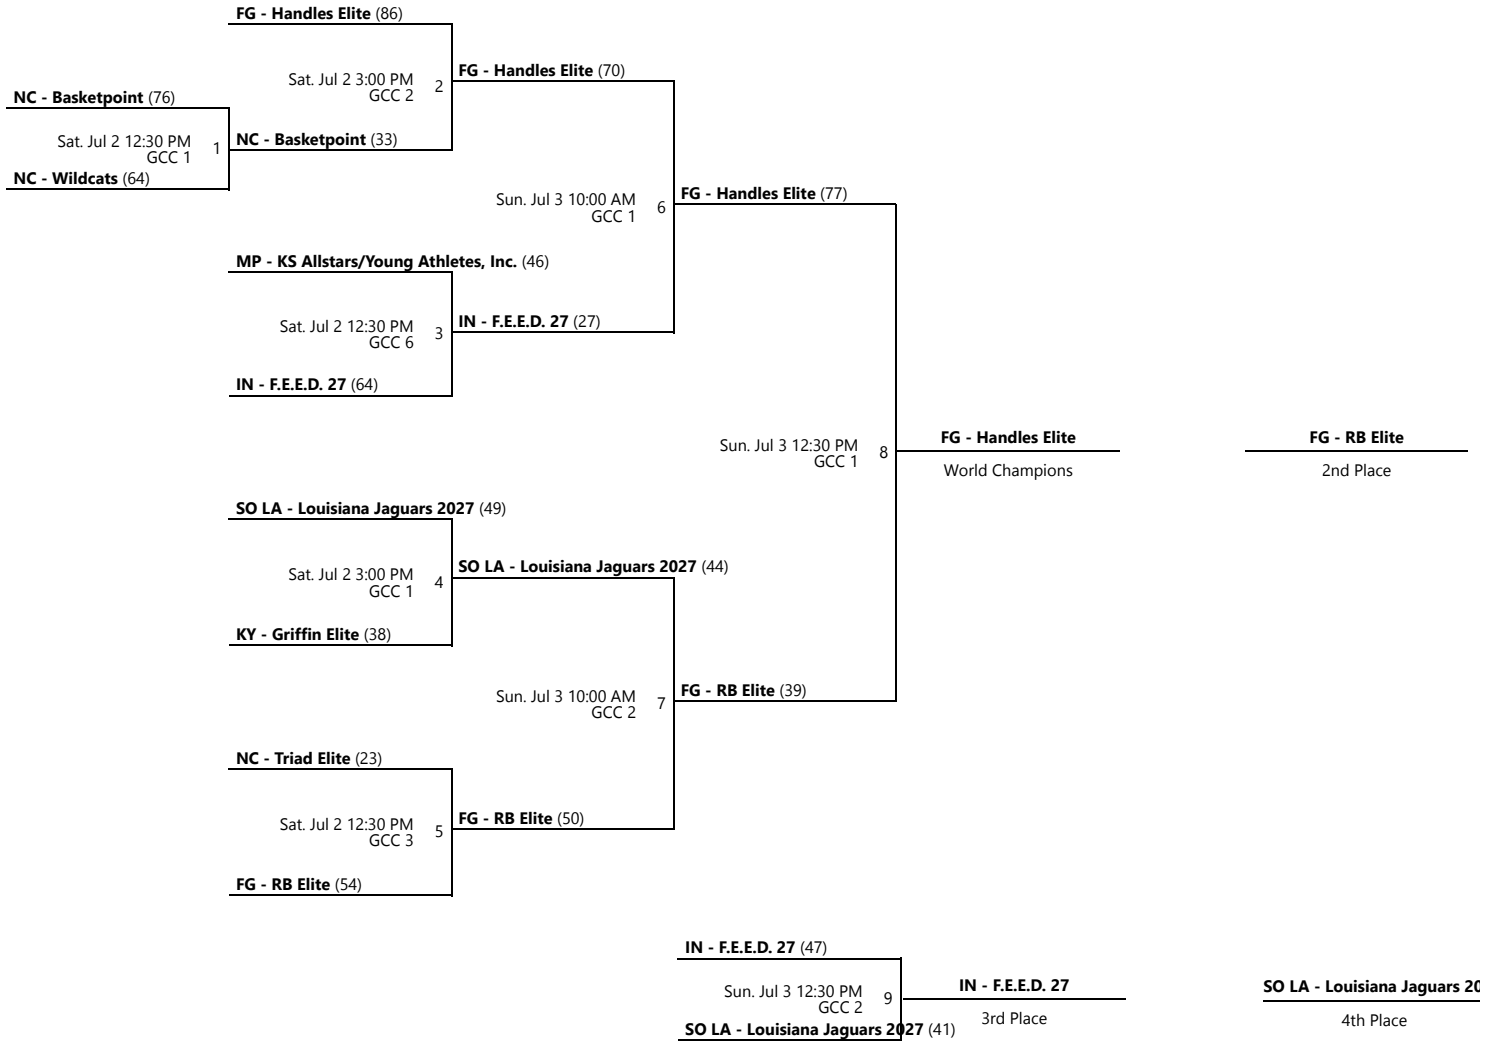 FG - Handles Elite (86)
Sat. Jul 2 3:00 PM
GCC 2
2
FG - Handles Elite (70)
NC - Basketpoint (76)
Sat. Jul 2 12:30 PM
GCC 1
1
NC - Basketpoint (33)
NC - Wildcats (64)
Sun. Jul 3 10:00 AM
GCC 1
6
FG - Handles Elite (77)
MP - KS Allstars/Young Athletes, Inc. (46)
Sat. Jul 2 12:30 PM
GCC 6
3
IN - F.E.E.D. 27 (27)
IN - F.E.E.D. 27 (64)
Sun. Jul 3 12:30 PM
GCC 1
8
FG - Handles Elite
World Champions
FG - RB Elite
2nd Place
SO LA - Louisiana Jaguars 2027 (49)
Sat. Jul 2 3:00 PM
GCC 1
4
SO LA - Louisiana Jaguars 2027 (44)
KY - Griffin Elite (38)
Sun. Jul 3 10:00 AM
GCC 2
7
FG - RB Elite (39)
NC - Triad Elite (23)
Sat. Jul 2 12:30 PM
GCC 3
5
FG - RB Elite (50)
FG - RB Elite (54)
IN - F.E.E.D. 27 (47)
Sun. Jul 3 12:30 PM
GCC 2
9
IN - F.E.E.D. 27
3rd Place
SO LA - Louisiana Jaguars 2027 (41)
SO LA - Louisiana Jaguars 20
4th Place